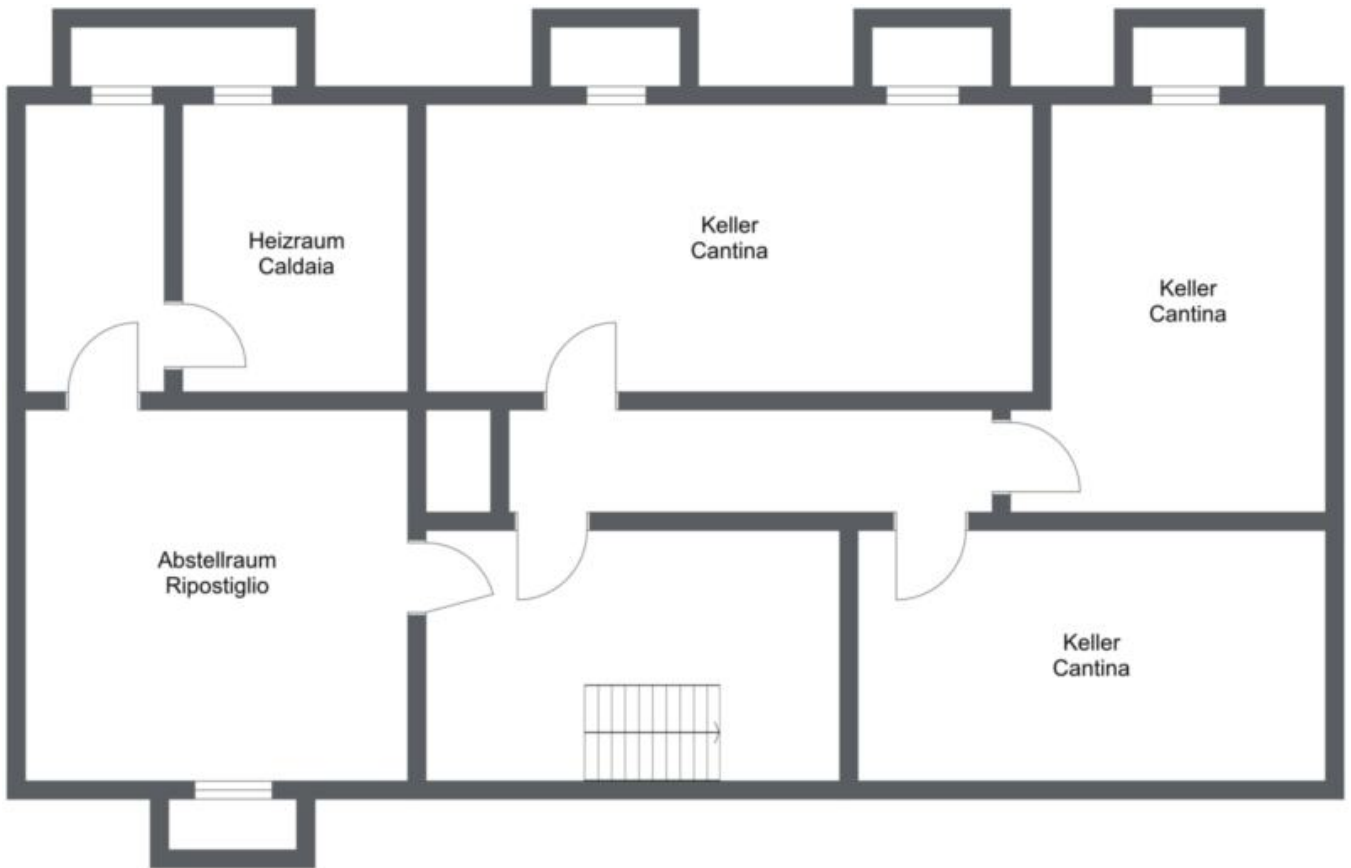 Heizraum
Caldaia
Keller
Cantina
Keller
Cantina
Abstellraum
Ripostiglio
Keller
Cantina